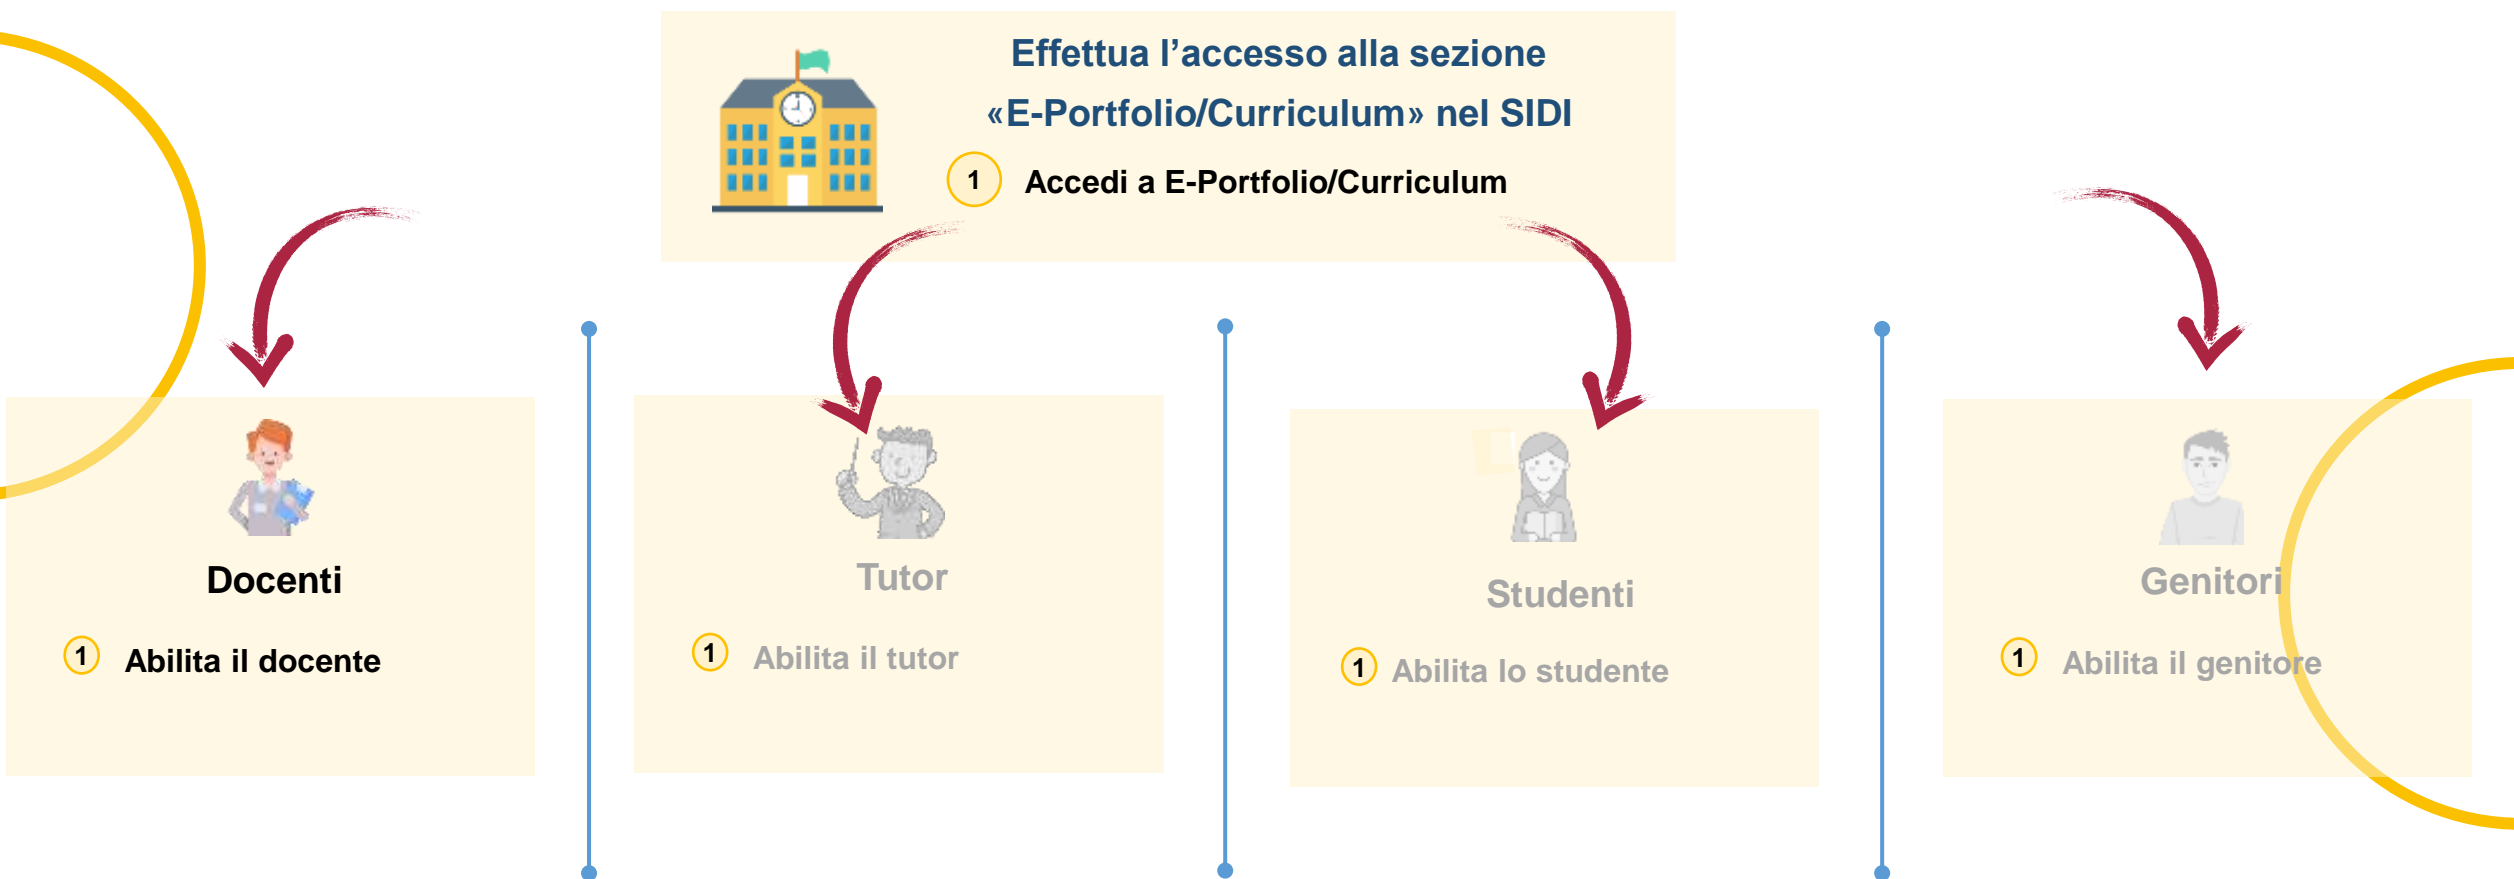 Effettua l’accesso alla sezione
«E-Portfolio/Curriculum» nel SIDI
1 Accedi a E-Portfolio/Curriculum
Docenti
1 Abilita il docente
Tutor
1 Abilita il tutor
Studenti
1 Abilita lo studente
Genitori
1 Abilita il genitore